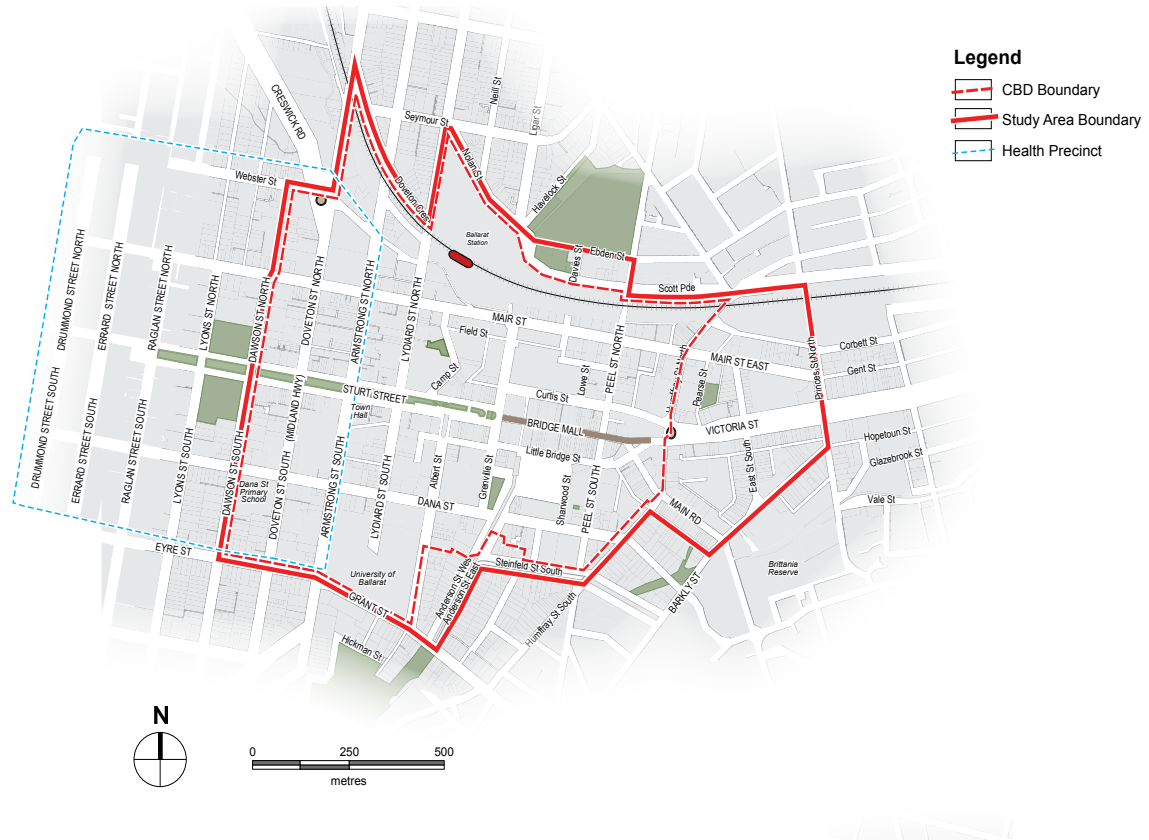 Legend
CBD Boundary
Study Area Boundary
Health Precinct
CRESWICK RD
Seymour St
Neill St
Ligar St
Nolan St
Havelock St
Doveton Cres
Webster St
Ballarat
Station
Ebden St
Davies St
Scott Pde
DRUMMOND STREET NORTH
ERRARD STREET NORTH
RAGLAN STREET NORTH
LYONS ST NORTH
DAWSON ST NORTH
DOVETON ST NORTH
ARMSTRONG ST NORTH
LYDIARD ST NORTH
MAIR ST
Field St
Camp St
Lowe St
PEEL ST NORTH
MAIR ST EAST
Pearse St
Corbett St
Gent St
STURT STREET
Town
Hall
Curtis St
BRIDGE MALL
Little Bridge St
VICTORIA ST
Hopetoun St
Glazebrook St
Vale St
East St South
DRUMMOND STREET SOUTH
ERRARD STREET SOUTH
RAGLAN STREET SOUTH
LYONS ST SOUTH
DAWSON ST SOUTH
Dana St
Primary
School
DOVETON ST SOUTH
(MIDLAND HWY)
ARMSTRONG ST SOUTH
LYDIARD ST SOUTH
Albert St
DANA ST
Grenville St
Sharwood St
PEEL ST SOUTH
MAIN RD
EYRE ST
University of
Ballarat
GRANT ST
Anderson St East
Steinfeld St South
Humffray St South
BARKLY ST
Brittania
Reserve
Hickman St
N
0
250
500
metres